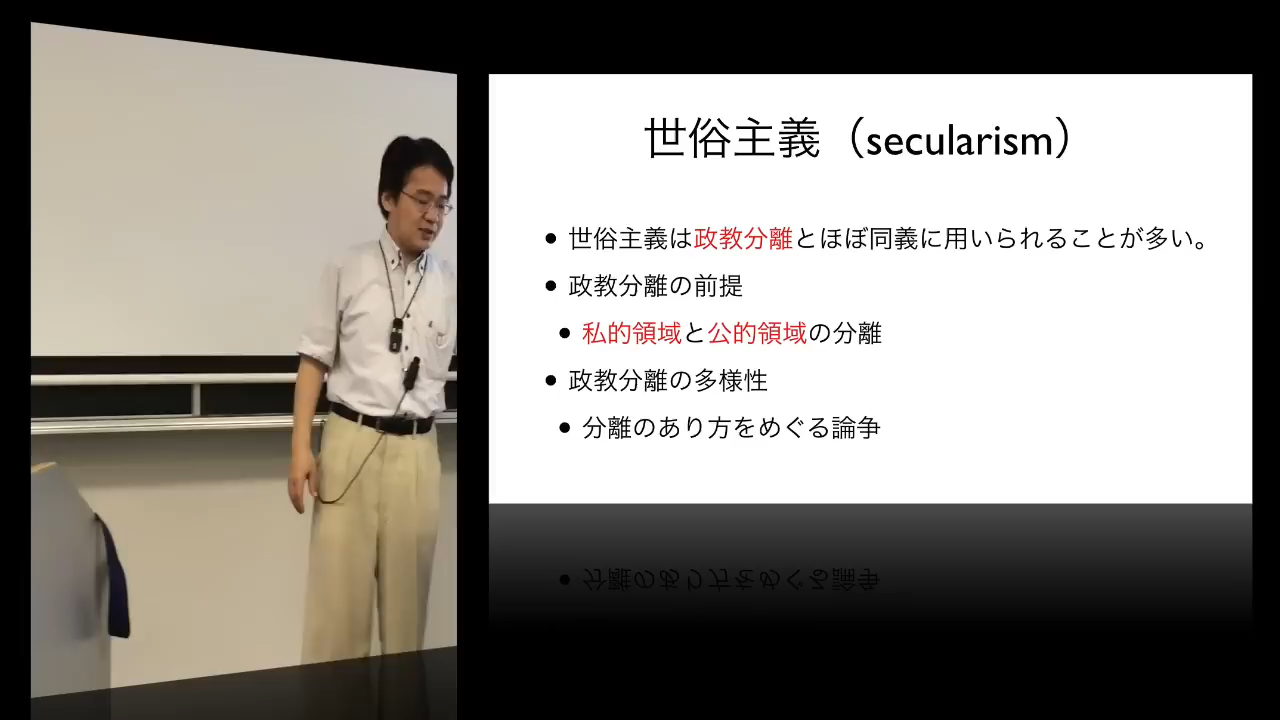 世俗主義（secularism）
• 世俗主義は政教分離とほぼ同義に用いられることが多い。
• 政教分離の前提
• 私的領域と公的領域の分離
• 政教分離の多様性
• 分離のあり方をめぐる論争